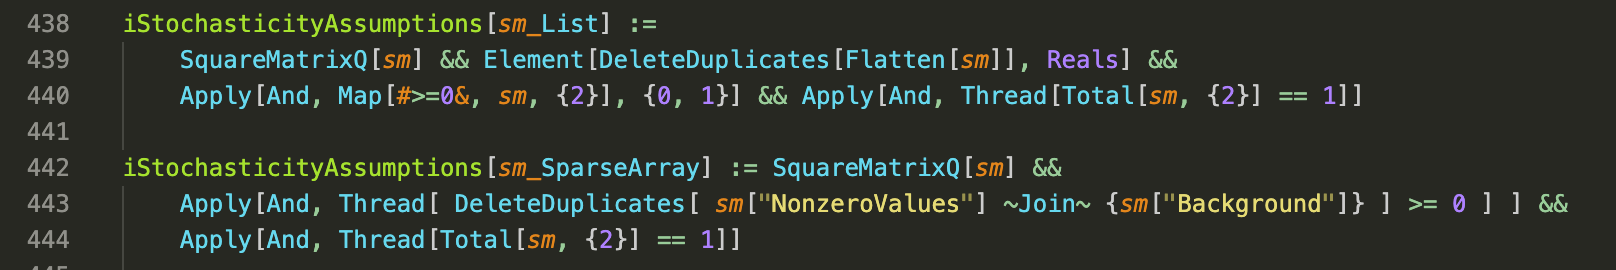 438 iStochasticityAssumptions[sm_List] :=
439 SquareMatrixQ[sm] && Element[DeleteDuplicates[Flatten[sm]], Reals] &&
440 Apply[And, Map[#>=0&, sm, {2}], {0, 1}] && Apply[And, Thread[Total[sm, {2}] == 1]]
441
442 iStochasticityAssumptions[sm_SparseArray] := SquareMatrixQ[sm] &&
443 Apply[And, Thread[ DeleteDuplicates[ sm["NonzeroValues"] ~Join~ {sm["Background"]} ] >= 0 ] ] &&
444 Apply[And, Thread[Total[sm, {2}] == 1]]